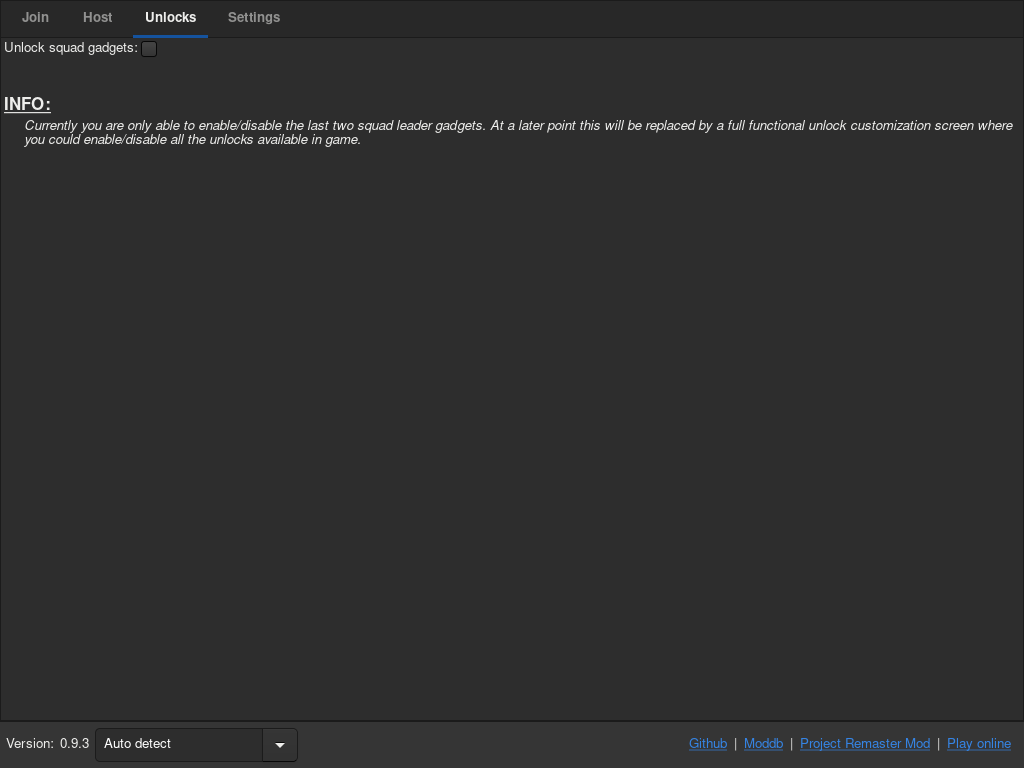 Join Host Unlocks Settings
Unlock squad gadgets:
INFO:
Currently you are only able to enable/disable the last two squad leader gadgets. At a later point this will be replaced by a full functional unlock customization screen where
you could enable/disable all the unlocks available in game.
Version: 0.9.3 Auto detect Github | Moddb | Project Remaster Mod | Play online